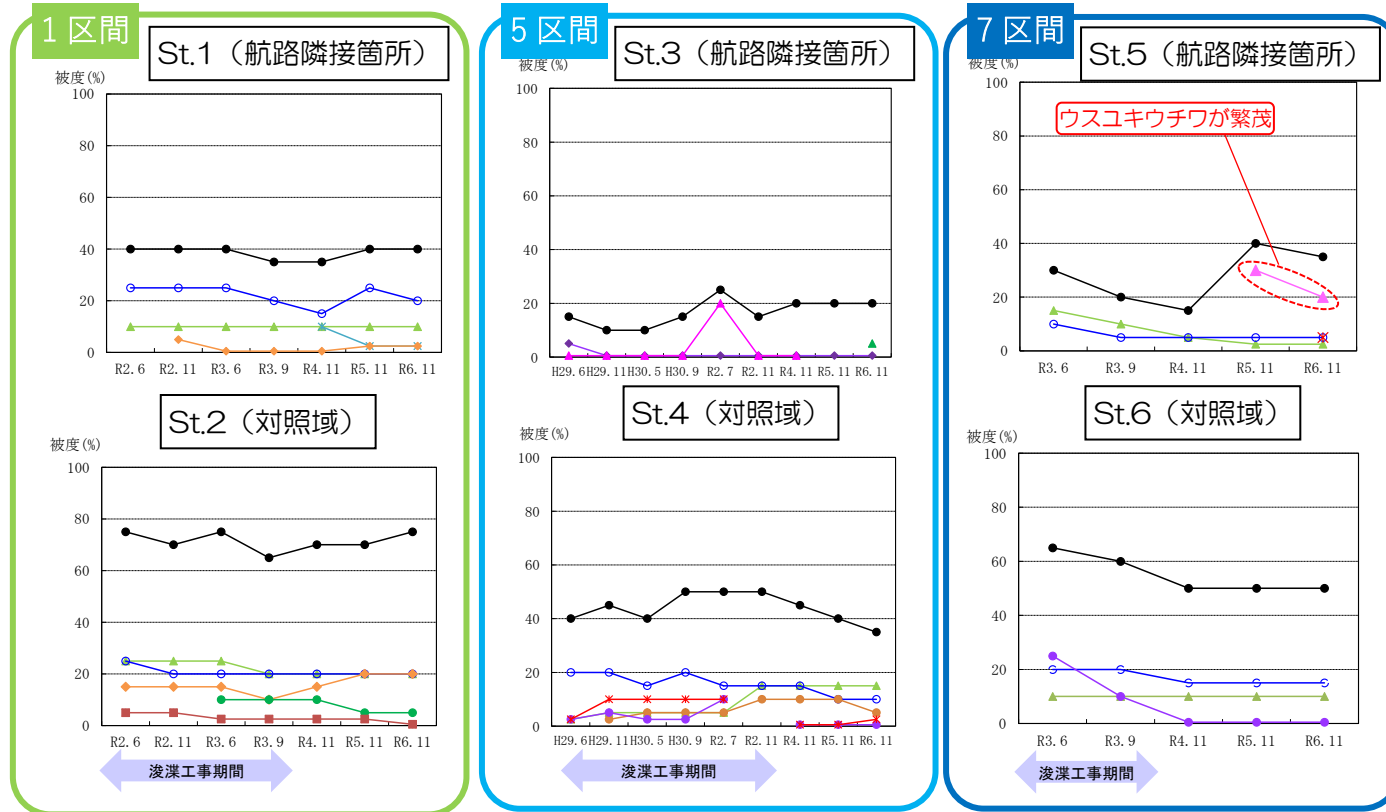 1区間
St.1（航路隣接箇所）
被度(%)
100
80
60
40
20
0
R2.6 R2.11 R3.6 R3.9 R4.11 R5.11 R6.11
St.2（対照域）
被度(%)
100
80
60
40
20
0
R2.6 R2.11 R3.6 R3.9 R4.11 R5.11 R6.11
浚渫工事期間
5区間
St.3（航路隣接箇所）
被度(%)
100
80
60
40
20
0
H29.6 H29.11 H30.5 H30.9 R2.7 R2.11 R4.11 R5.11 R6.11
St.4（対照域）
被度(%)
100
80
60
40
20
0
H29.6 H29.11 H30.5 H30.9 R2.7 R2.11 R4.11 R5.11 R6.11
浚渫工事期間
7区間
St.5（航路隣接箇所）
被度(%)
100
ウスユキウチワが繁茂
80
60
40
20
0
R3.6 R3.9 R4.11 R5.11 R6.11
St.6（対照域）
被度(%)
100
80
60
40
20
0
R3.6 R3.9 R4.11 R5.11 R6.11
浚渫工事期間